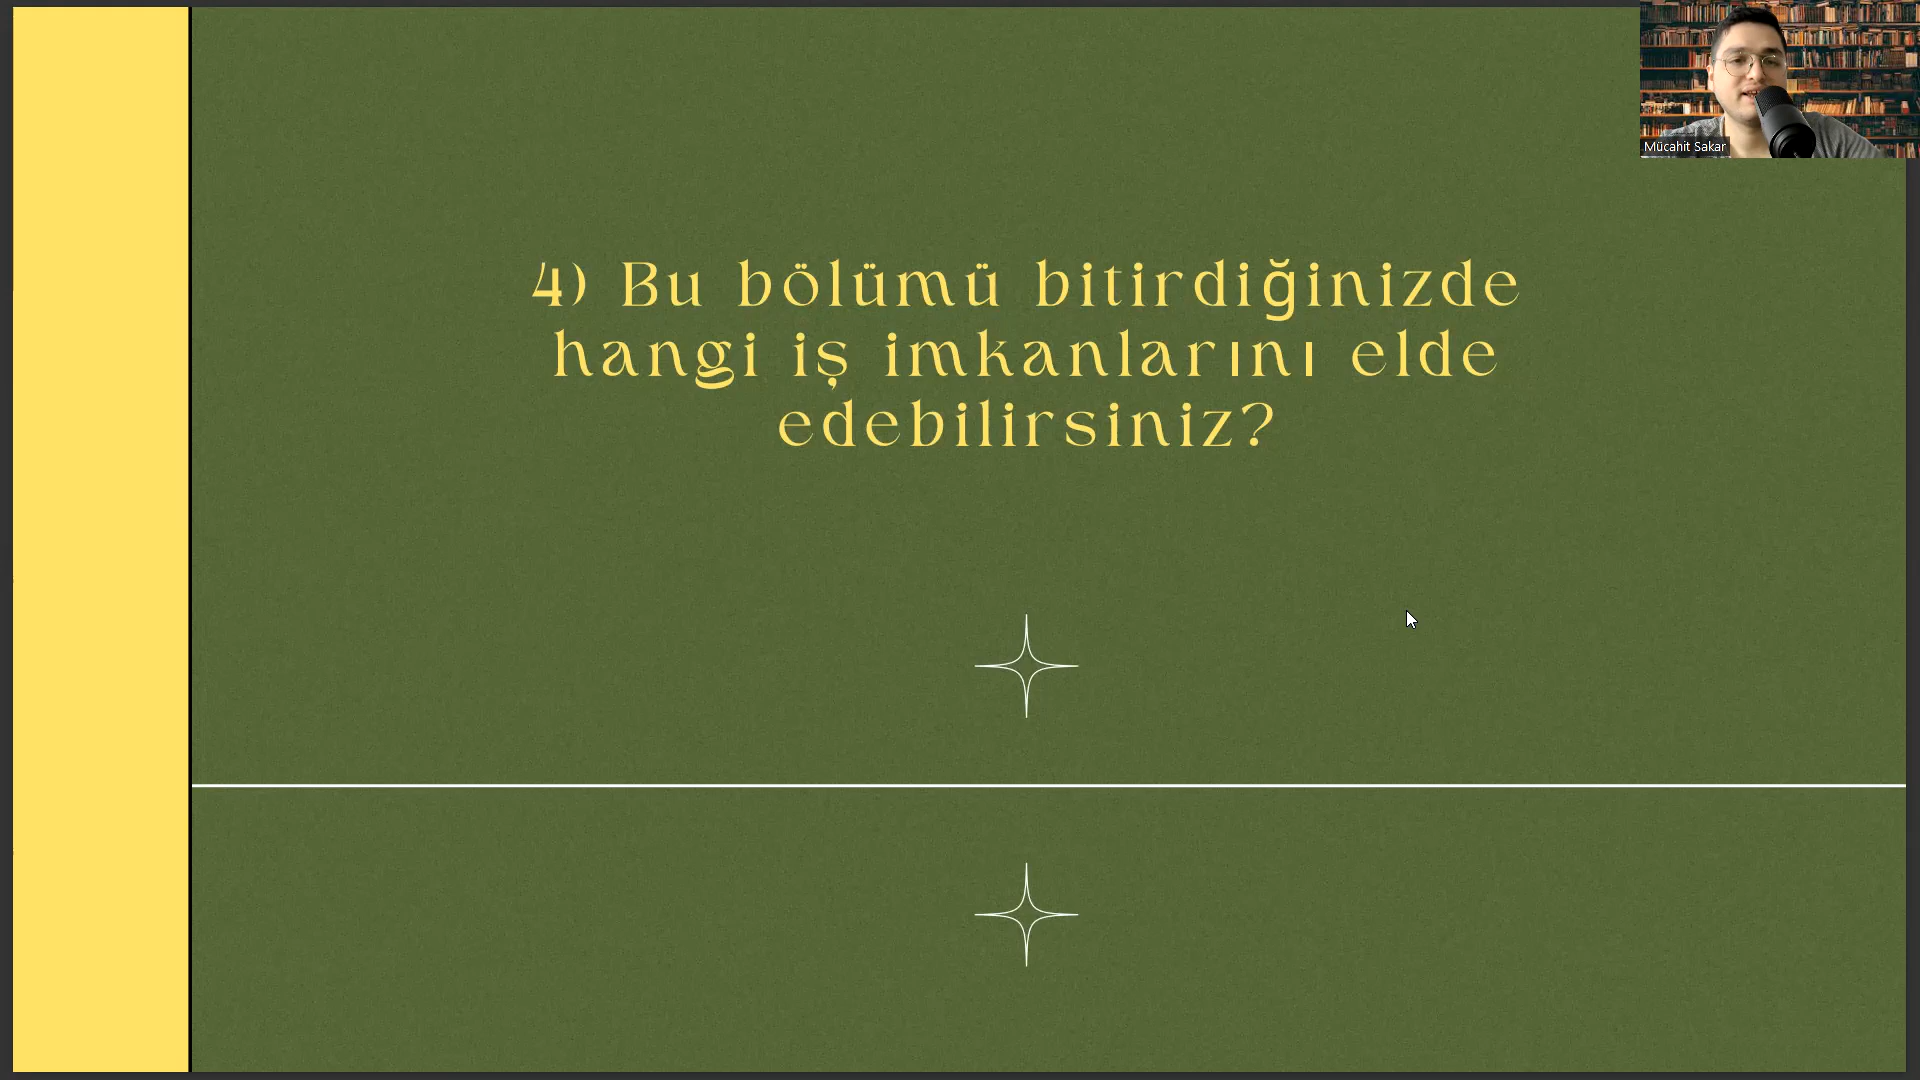 Mücahit Sakar
4) Bu bölümü bitirdiğinizde
hangi iş imkanlarını elde
edebilirsiniz?